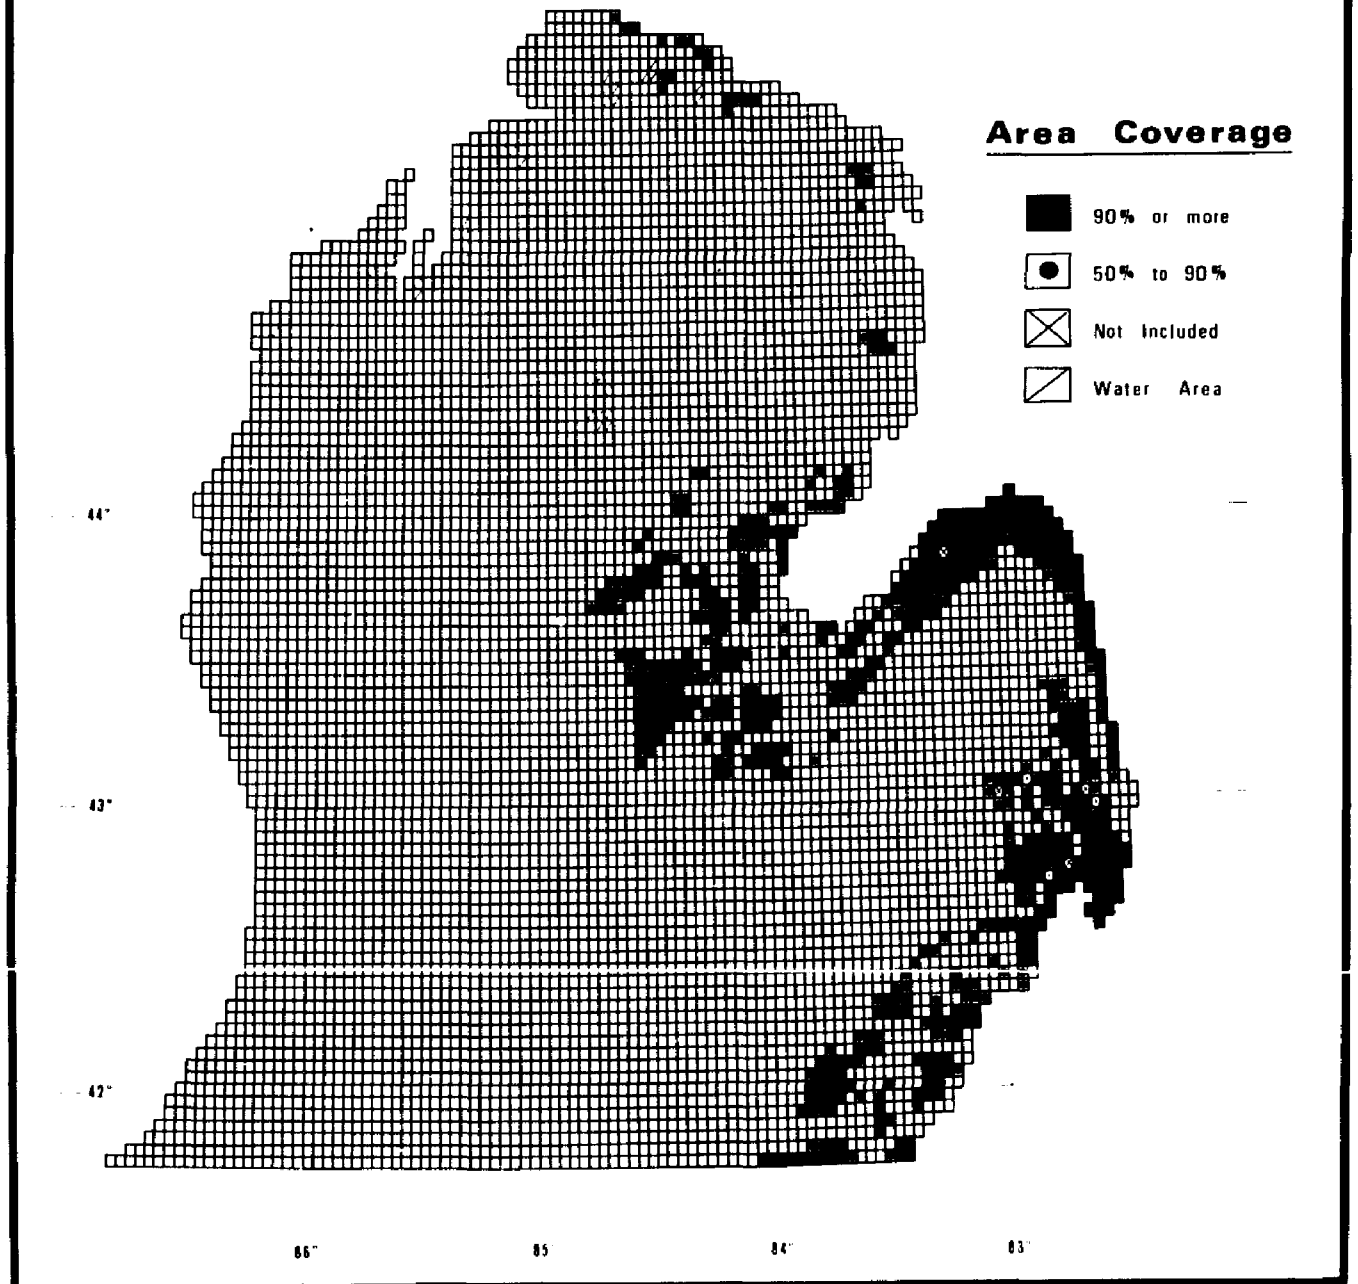 Area Coverage
90% or more
50% to 90%
Not Included
Water Area
44°
43°
42°
86°
85
84°
83°